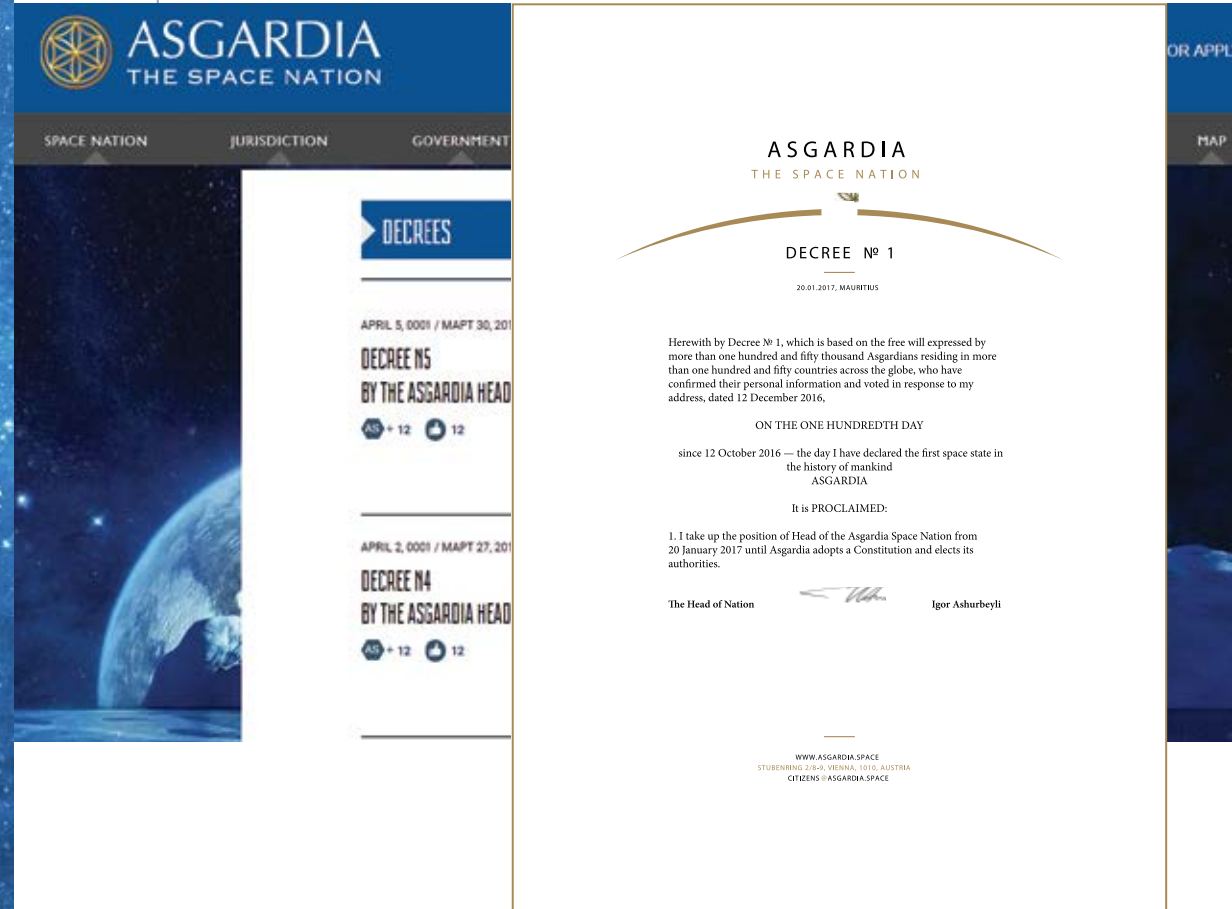 ASGARDIA
THE SPACE NATION
OR APPL
SPACE NATION
JURISDICTION
GOVERNMENT
MAP
DECREES
APRIL 5, 0001 / МАРТ 30, 201
DECREE N5
BY THE ASGARDIA HEAD
AS + 12 12
APRIL 2, 0001 / МАРТ 27, 201
DECREE N4
BY THE ASGARDIA HEAD
AS + 12 12
ASGARDIA
THE SPACE NATION
DECREE № 1
20.01.2017, MAURITIUS
Herewith by Decree № 1, which is based on the free will expressed by
more than one hundred and fifty thousand Asgardians residing in more
than one hundred and fifty countries across the globe, who have
confirmed their personal information and voted in response to my
address, dated 12 December 2016,
ON THE ONE HUNDREDTH DAY
since 12 October 2016 — the day I have declared the first space state in
the history of mankind
ASGARDIA
It is PROCLAIMED:
1. I take up the position of Head of the Asgardia Space Nation from
20 January 2017 until Asgardia adopts a Constitution and elects its
authorities.
The Head of Nation Igor Ashurbeyli
WWW.ASGARDIA.SPACE
STUBENRING 2/8-9, VIENNA, 1010, AUSTRIA
CITIZENS@ASGARDIA.SPACE